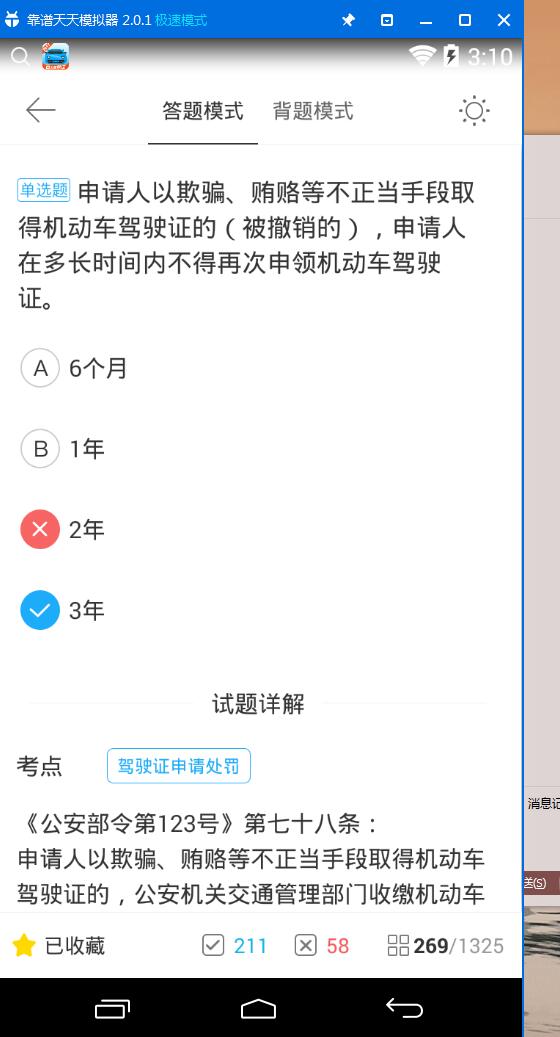 靠谱天天模拟器 2.0.1 极速模式
3:10
答题模式 背题模式
单选题 申请人以欺骗、贿赂等不正当手段取
得机动车驾驶证的（被撤销的），申请人
在多长时间内不得再次申领机动车驾驶
证。
A 6个月
B 1年
2年
3年
试题详解
考点 驾驶证申请处罚
《公安部令第123号》第七十八条：
申请人以欺骗、贿赂等不正当手段取得机动车
驾驶证的，公安机关交通管理部门收缴机动车
消息记
送(S)
已收藏 211 58 269/1325